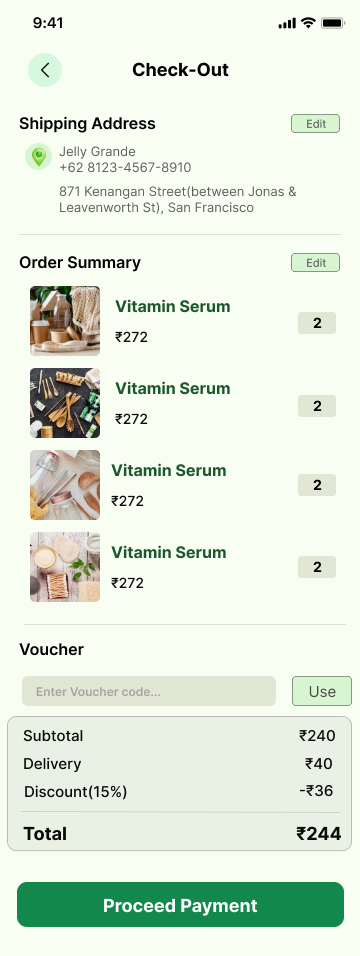 9:41
Check-Out
Shipping Address
Edit
Jelly Grande
+62 8123-4567-8910
871 Kenangan Street(between Jonas &
Leavenworth St), San Francisco
Order Summary
Edit
Vitamin Serum
₹272
2
Vitamin Serum
₹272
2
Vitamin Serum
₹272
2
Vitamin Serum
₹272
2
Voucher
Enter Voucher code...
Use
Subtotal ₹240
Delivery ₹40
Discount(15%) -₹36
Total ₹244
Proceed Payment